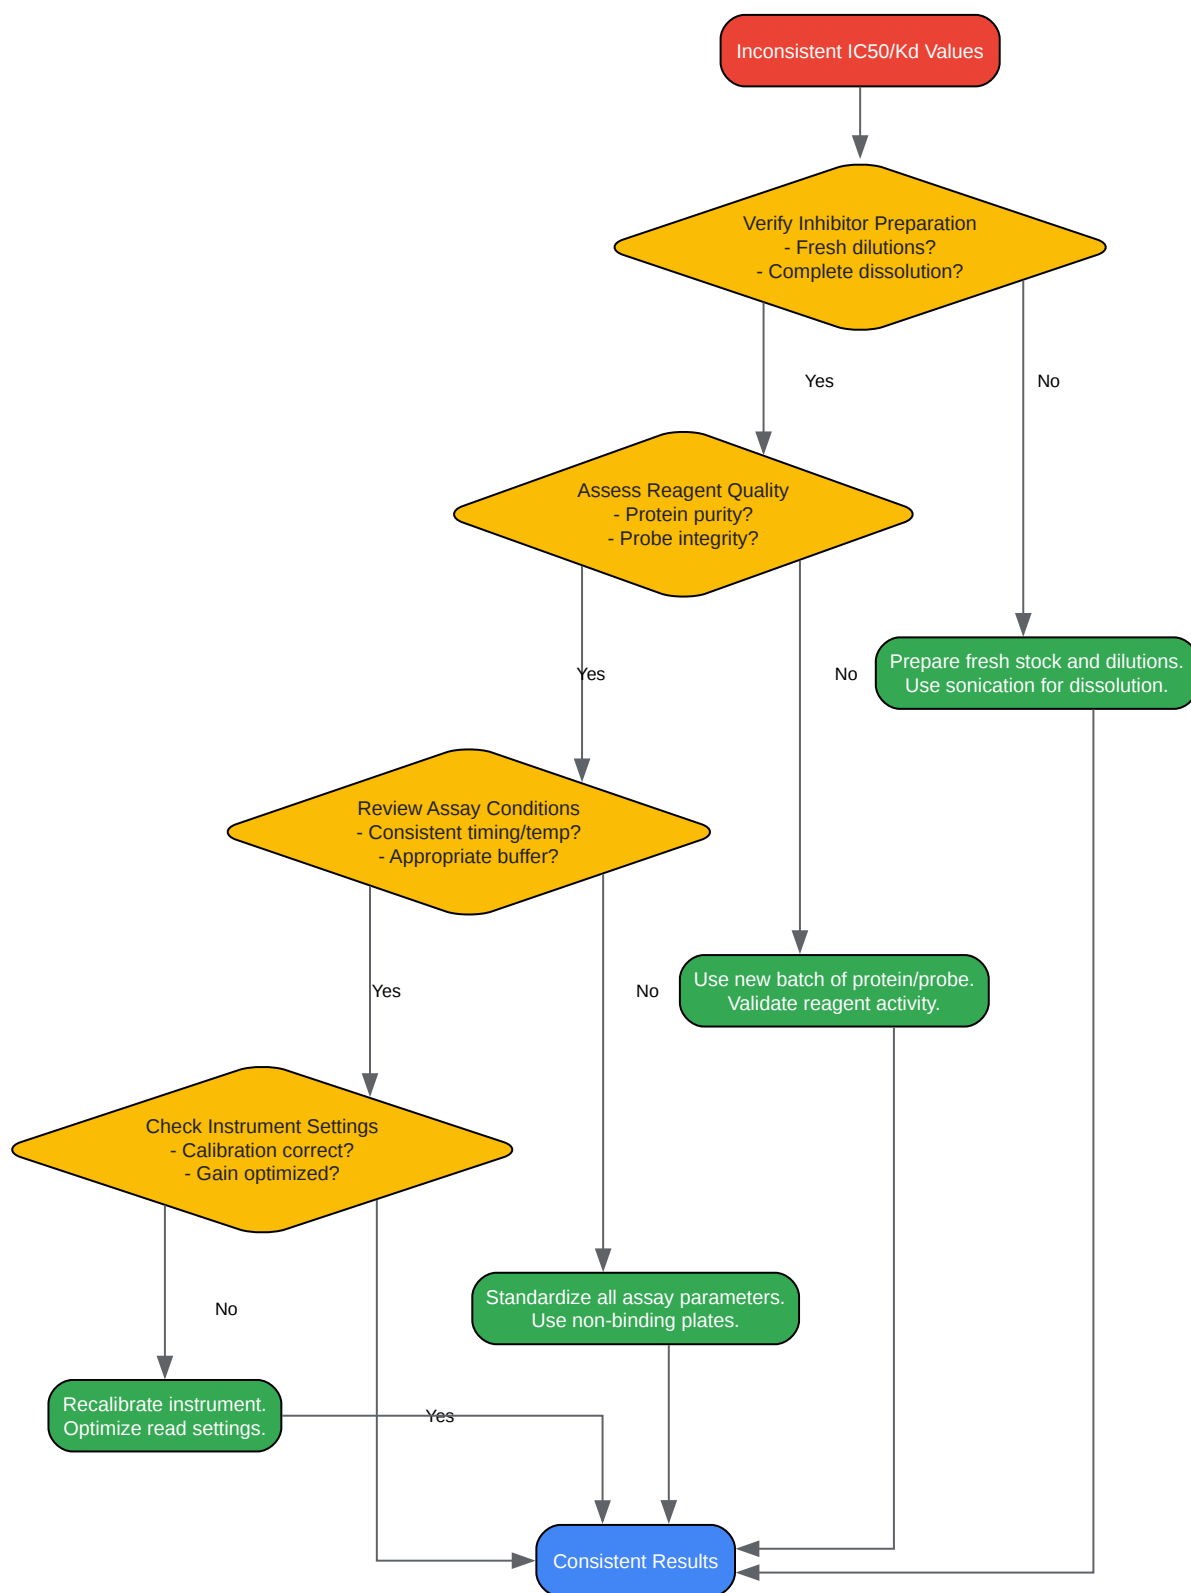 Inconsistent IC50/Kd Values
Verify Inhibitor Preparation
- Fresh dilutions?
- Complete dissolution?
Yes
No
Assess Reagent Quality
- Protein purity?
- Probe integrity?
Yes
No
Prepare fresh stock and dilutions.
Use sonication for dissolution.
Review Assay Conditions
- Consistent timing/temp?
- Appropriate buffer?
Yes
No
Use new batch of protein/probe.
Validate reagent activity.
Check Instrument Settings
- Calibration correct?
- Gain optimized?
No
Standardize all assay parameters.
Use non-binding plates.
Recalibrate instrument.
Optimize read settings.
Yes
Consistent Results